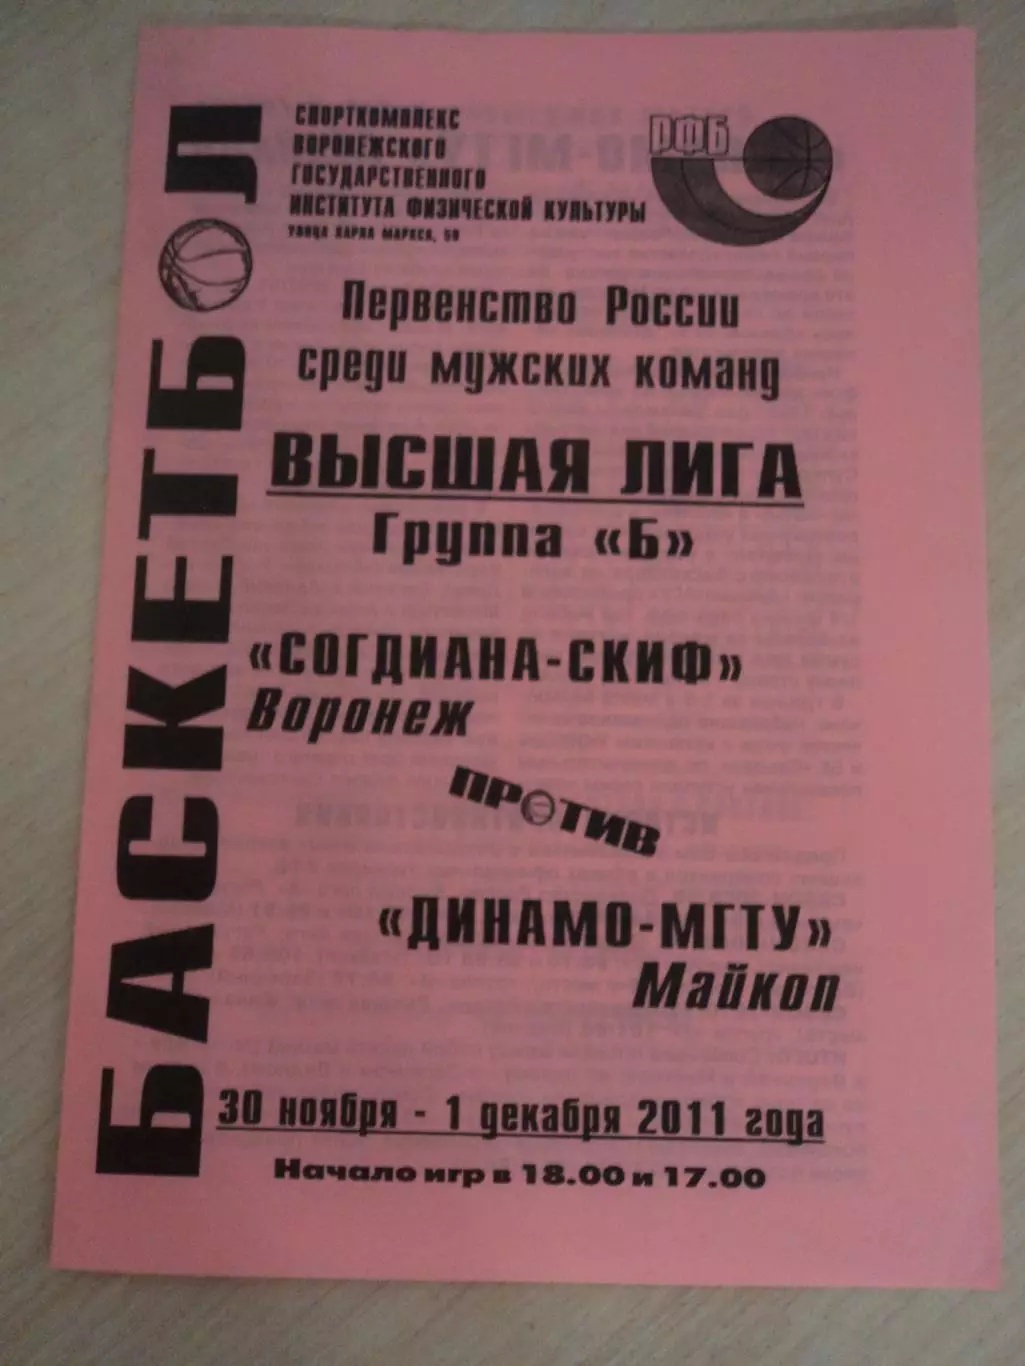 БАСКЕТБОЛ
СПОРТКОМПЛЕКС
ВОРОНЕЖСКОГО
ГОСУДАРСТВЕННОГО
ИНСТИТУТА ФИЗИЧЕСКОЙ КУЛЬТУРЫ
УЛИЦА КАРЛА МАРКСА, 59
РФБ
Первенство России
среди мужских команд
ВЫСШАЯ ЛИГА
Группа «Б»
«СОГДИАНА-СКИФ»
Воронеж
ПРОТИВ
«ДИНАМО-МГТУ»
Майкоп
30 ноября - 1 декабря 2011 года
Начало игр в 18.00 и 17.00